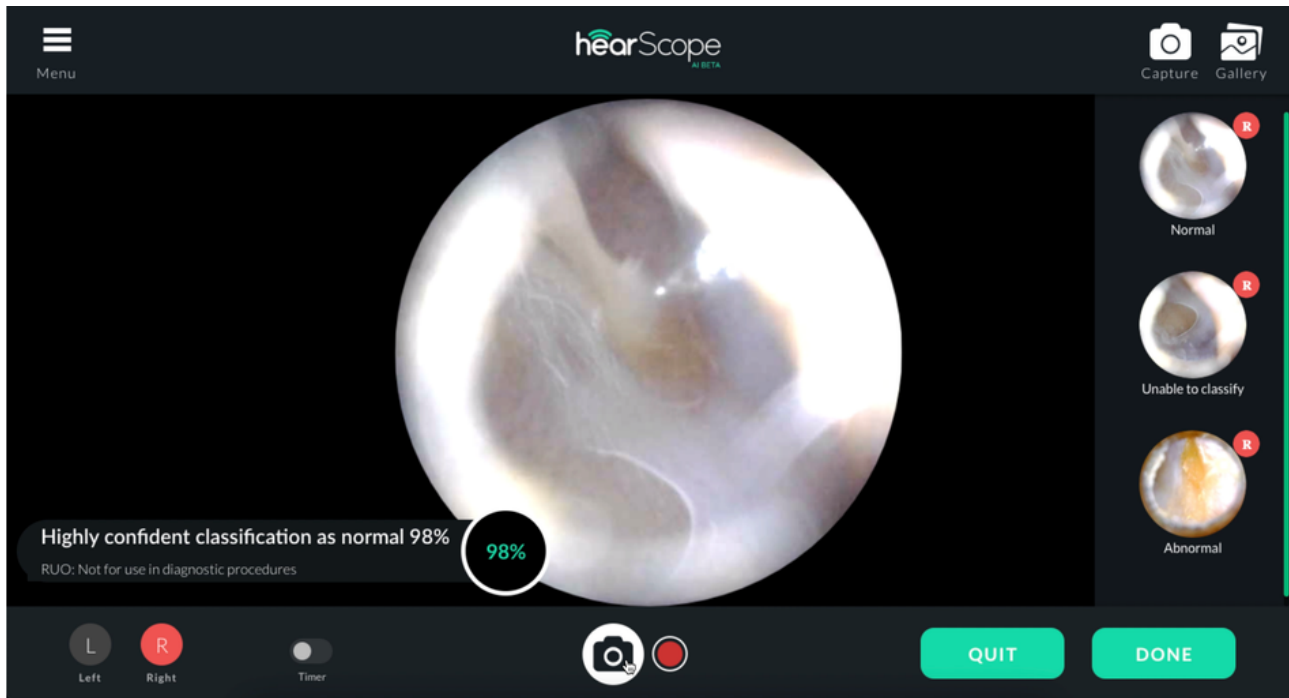 Menu
hearScope
AI BETA
Capture
Gallery
R
Normal
R
Unable to classify
R
Abnormal
Highly confident classification as normal 98%
98%
RUO: Not for use in diagnostic procedures
L
Left
R
Right
Timer
QUIT
DONE